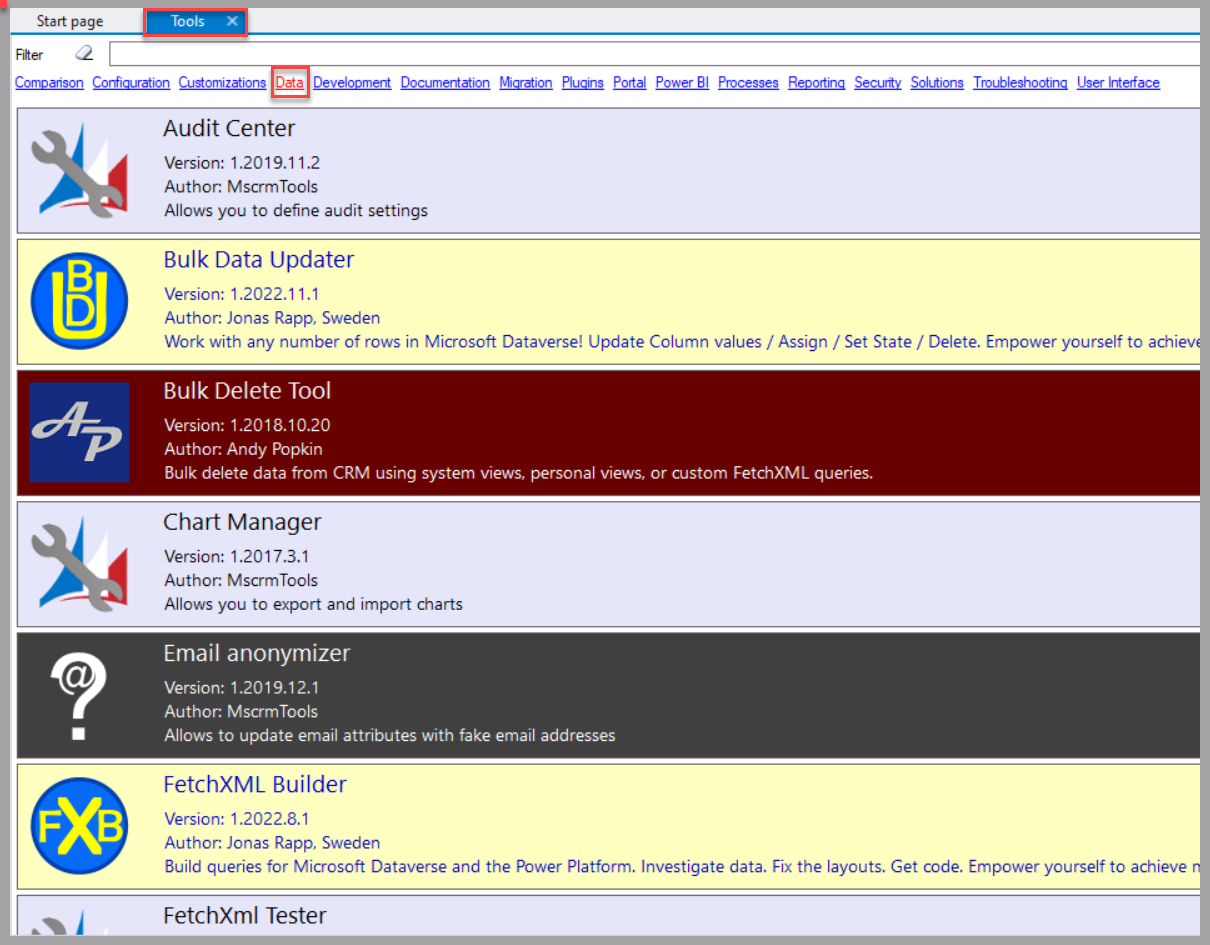 Start page Tools ×
Filter
Comparison Configuration Customizations Data Development Documentation Migration Plugins Portal Power BI Processes Reporting Security Solutions Troubleshooting User Interface
Audit Center
Version: 1.2019.11.2
Author: MscrmTools
Allows you to define audit settings
BDU
Bulk Data Updater
Version: 1.2022.11.1
Author: Jonas Rapp, Sweden
Work with any number of rows in Microsoft Dataverse! Update Column values / Assign / Set State / Delete. Empower yourself to achieve
AP
Bulk Delete Tool
Version: 1.2018.10.20
Author: Andy Popkin
Bulk delete data from CRM using system views, personal views, or custom FetchXML queries.
Chart Manager
Version: 1.2017.3.1
Author: MscrmTools
Allows you to export and import charts
@?
Email anonymizer
Version: 1.2019.12.1
Author: MscrmTools
Allows to update email attributes with fake email addresses
FXB
FetchXML Builder
Version: 1.2022.8.1
Author: Jonas Rapp, Sweden
Build queries for Microsoft Dataverse and the Power Platform. Investigate data. Fix the layouts. Get code. Empower yourself to achieve
FetchXml Tester